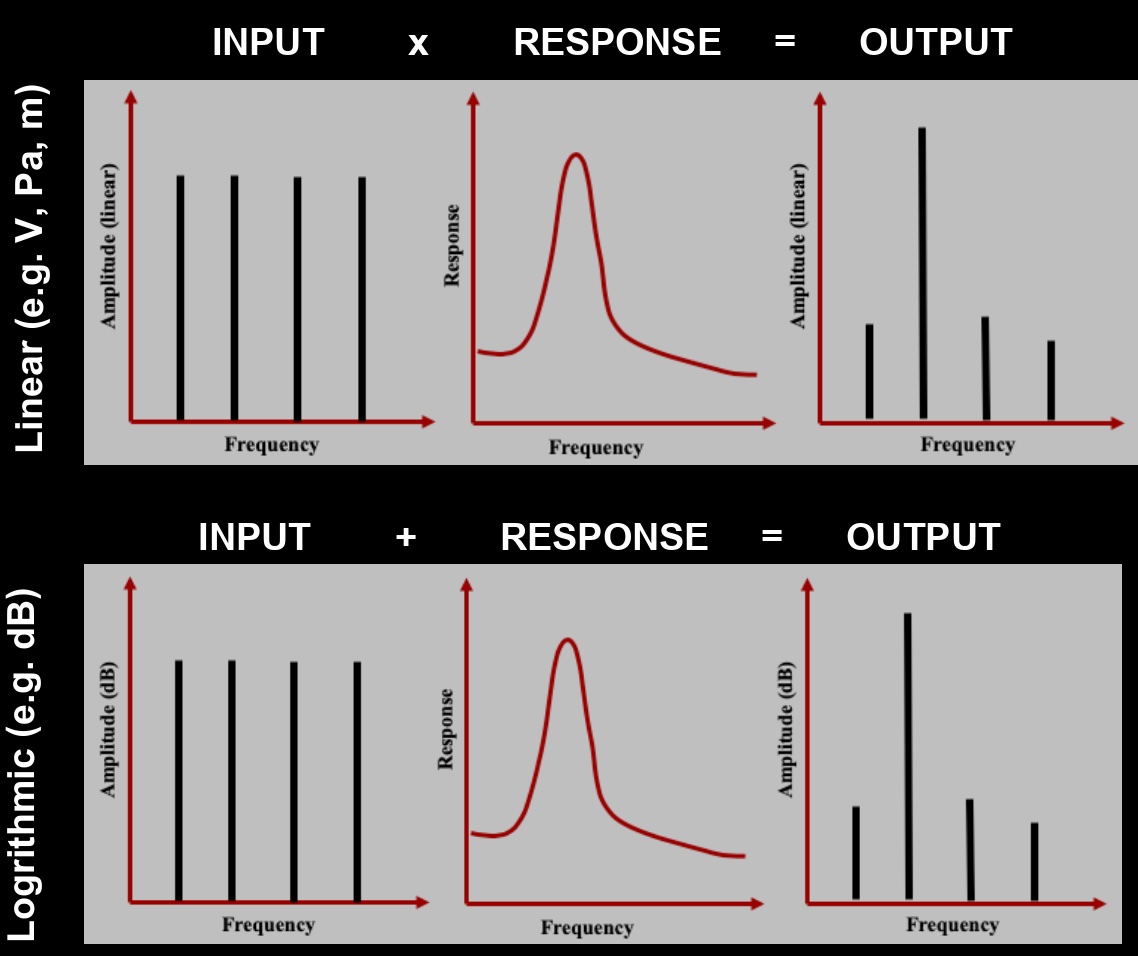 INPUT x RESPONSE = OUTPUT
Linear (e.g. V, Pa, m)
Amplitude (linear)
Frequency
Response
Frequency
Amplitude (linear)
Frequency
INPUT + RESPONSE = OUTPUT
Logrithmic (e.g. dB)
Amplitude (dB)
Frequency
Response
Frequency
Amplitude (dB)
Frequency